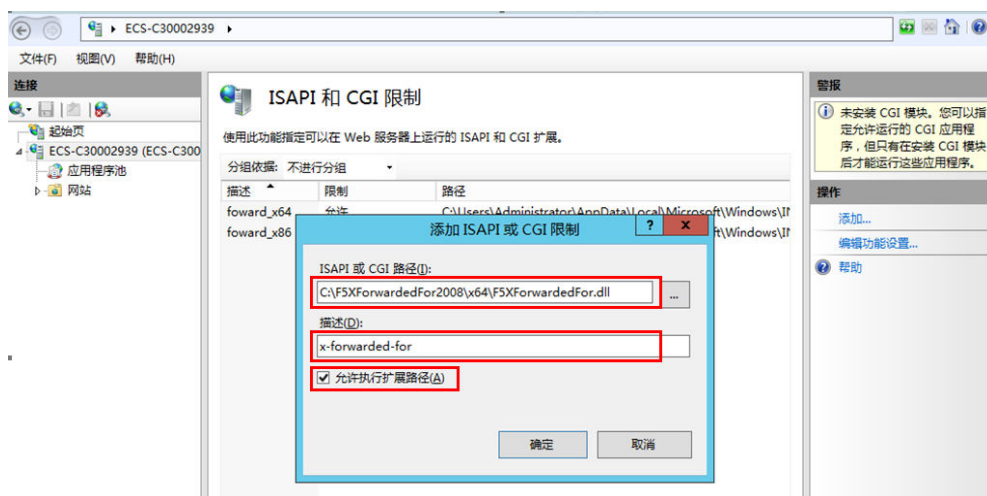 ECS-C30002939
文件(F) 视图(V) 帮助(H)
连接
起始页
ECS-C30002939 (ECS-C300
应用程序池
网站
ISAPI 和 CGI 限制
使用此功能指定可以在 Web 服务器上运行的 ISAPI 和 CGI 扩展。
分组依据: 不进行分组
描述 限制 路径
foward_x64 允许 C:\Users\Administrator\AppData\Local\Microsoft\Windows\IN
foward_x86 ft\Windows\IN
添加 ISAPI 或 CGI 限制
ISAPI 或 CGI 路径(I):
C:\F5XForwardedFor2008\x64\F5XForwardedFor.dll
...
描述(D):
x-forwarded-for
允许执行扩展路径(A)
确定 取消
警报
未安装 CGI 模块。您可以指
定允许运行的 CGI 应用程
序，但只有在安装 CGI 模块
后才能运行这些应用程序。
操作
添加...
编辑功能设置...
帮助